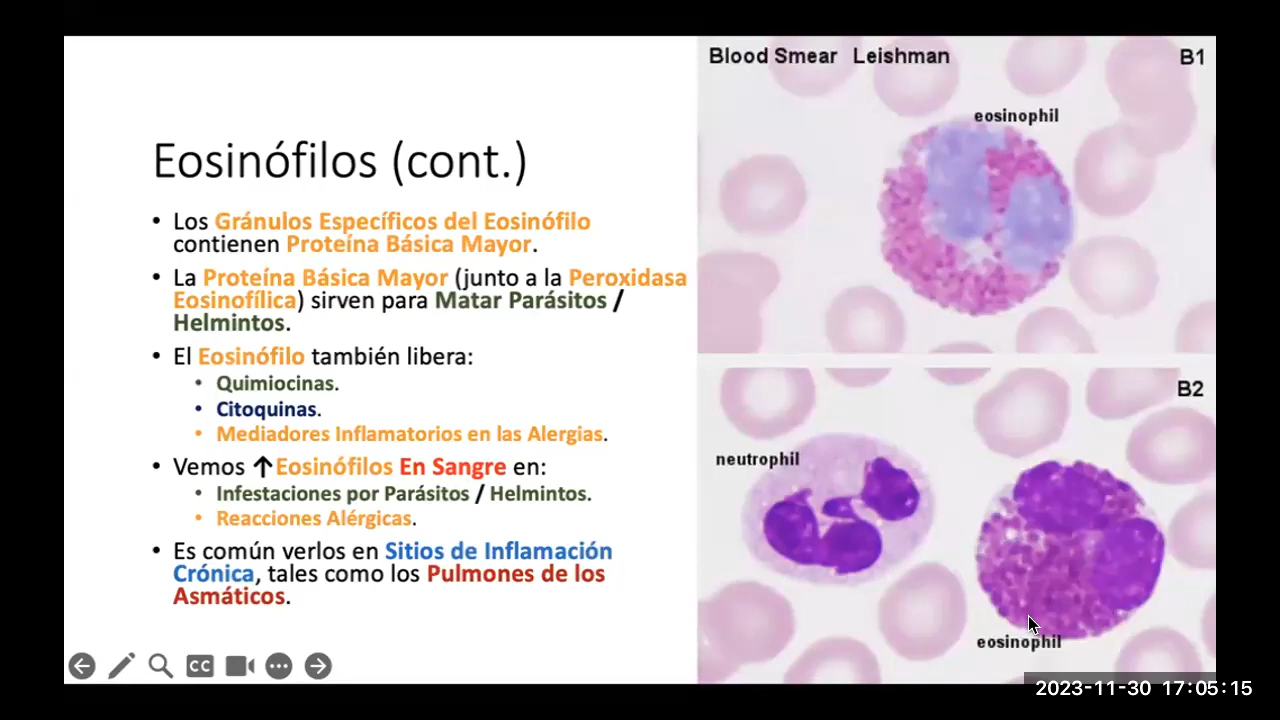 Eosinófilos (cont.)
• Los Gránulos Específicos del Eosinófilo
contienen Proteína Básica Mayor.
• La Proteína Básica Mayor (junto a la Peroxidasa
Eosinofílica) sirven para Matar Parásitos /
Helmintos.
• El Eosinófilo también libera:
• Quimiocinas.
• Citoquinas.
• Mediadores Inflamatorios en las Alergias.
• Vemos ↑Eosinófilos En Sangre en:
• Infestaciones por Parásitos / Helmintos.
• Reacciones Alérgicas.
• Es común verlos en Sitios de Inflamación
Crónica, tales como los Pulmones de los
Asmáticos.
Blood Smear Leishman B1
eosinophil
B2
neutrophil
eosinophil
CC
2023-11-30 17:05:15